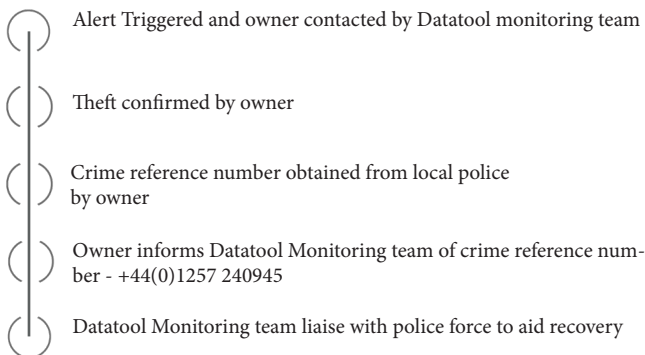 Alert Triggered and owner contacted by Datatool monitoring team
Theft confirmed by owner
Crime reference number obtained from local police
by owner
Owner informs Datatool Monitoring team of crime reference num-
ber - +44(0)1257 240945
Datatool Monitoring team liaise with police force to aid recovery